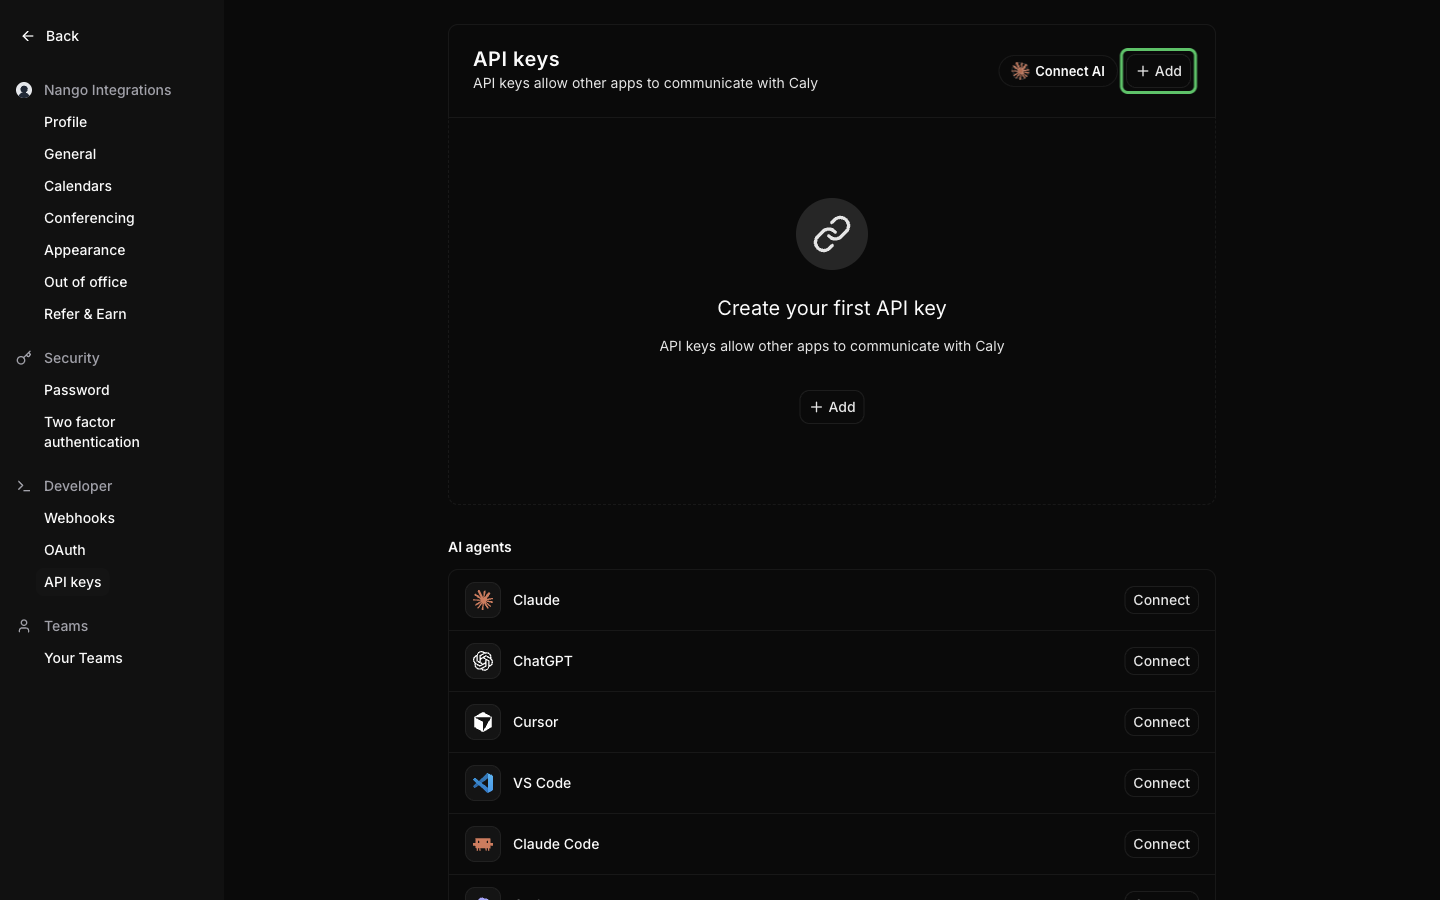 Back
Nango Integrations
Profile
General
Calendars
Conferencing
Appearance
Out of office
Refer & Earn
Security
Password
Two factor
authentication
Developer
Webhooks
OAuth
API keys
Teams
Your Teams
API keys
API keys allow other apps to communicate with Caly
Connect AI
Add
Create your first API key
API keys allow other apps to communicate with Caly
Add
AI agents
Claude
Connect
ChatGPT
Connect
Cursor
Connect
VS Code
Connect
Claude Code
Connect